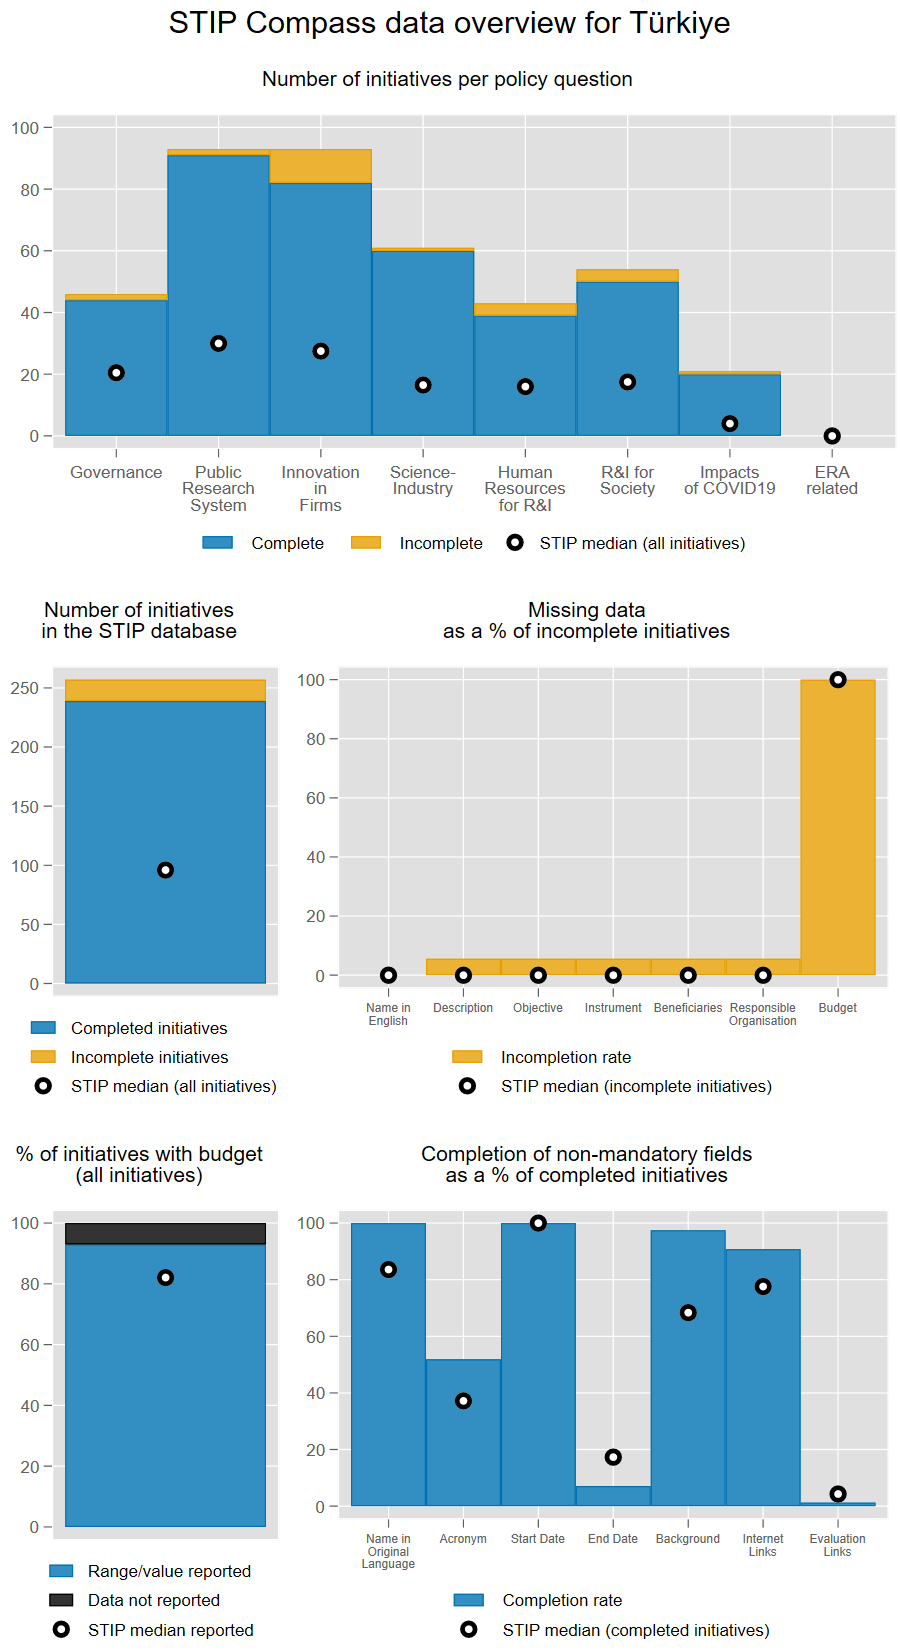 STIP Compass data overview for Türkiye
Number of initiatives per policy question
100
80
60
40
20
0
Governance
Public
Research
System
Innovation
in
Firms
Science-
Industry
Human
Resources
for R&I
R&I for
Society
Impacts
of COVID19
ERA
related
Complete
Incomplete
STIP median (all initiatives)
Number of initiatives
in the STIP database
250
200
150
100
50
0
Completed initiatives
Incomplete initiatives
STIP median (all initiatives)
Missing data
as a % of incomplete initiatives
100
80
60
40
20
0
Name in
English
Description
Objective
Instrument
Beneficiaries
Responsible
Organisation
Budget
Incompletion rate
STIP median (incomplete initiatives)
% of initiatives with budget
(all initiatives)
100
80
60
40
20
0
Range/value reported
Data not reported
STIP median reported
Completion of non-mandatory fields
as a % of completed initiatives
100
80
60
40
20
0
Name in
Original
Language
Acronym
Start Date
End Date
Background
Internet
Links
Evaluation
Links
Completion rate
STIP median (completed initiatives)